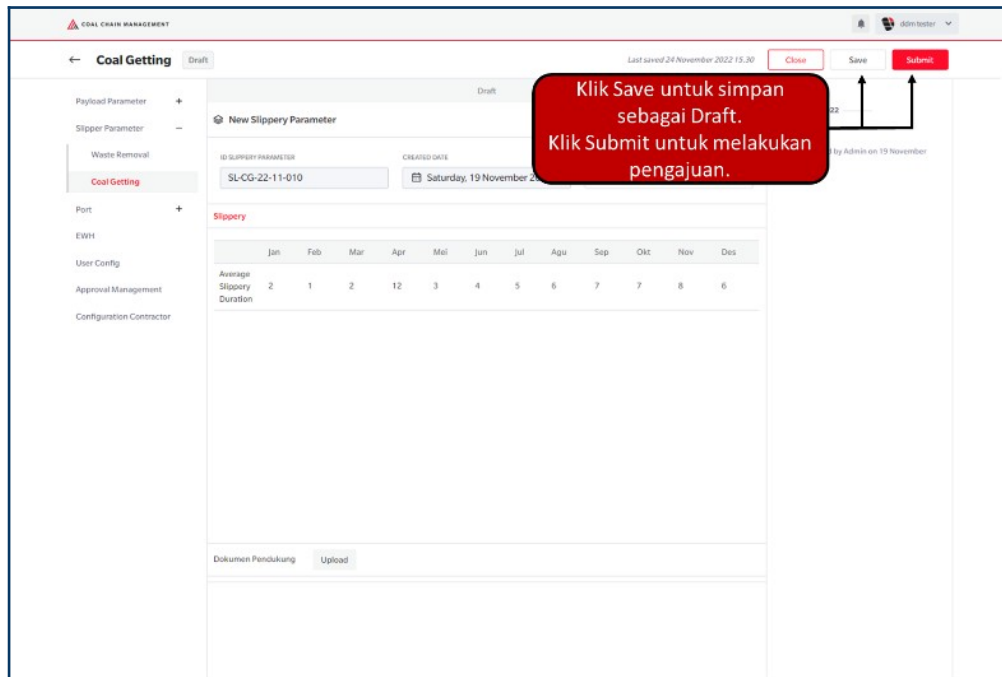 COAL CHAIN MANAGEMENT
ddm tester
← Coal Getting Draft
Last saved 24 November 2022 15.30
Close Save Submit
Payload Parameter +
Slipper Parameter −
Waste Removal
Coal Getting
Port +
EWH
User Config
Approval Management
Configuration Contractor
Draft
New Slippery Parameter
ID SLIPPERY PARAMETER CREATED DATE
SL-CG-22-11-010 Saturday, 19 November 2
Klik Save untuk simpan
sebagai Draft.
Klik Submit untuk melakukan
pengajuan.
22
by Admin on 19 November
Slippery
Jan Feb Mar Apr Mei Jun Jul Agu Sep Okt Nov Des
Average
Slippery 2 1 2 12 3 4 5 6 7 7 8 6
Duration
Dokumen Pendukung Upload